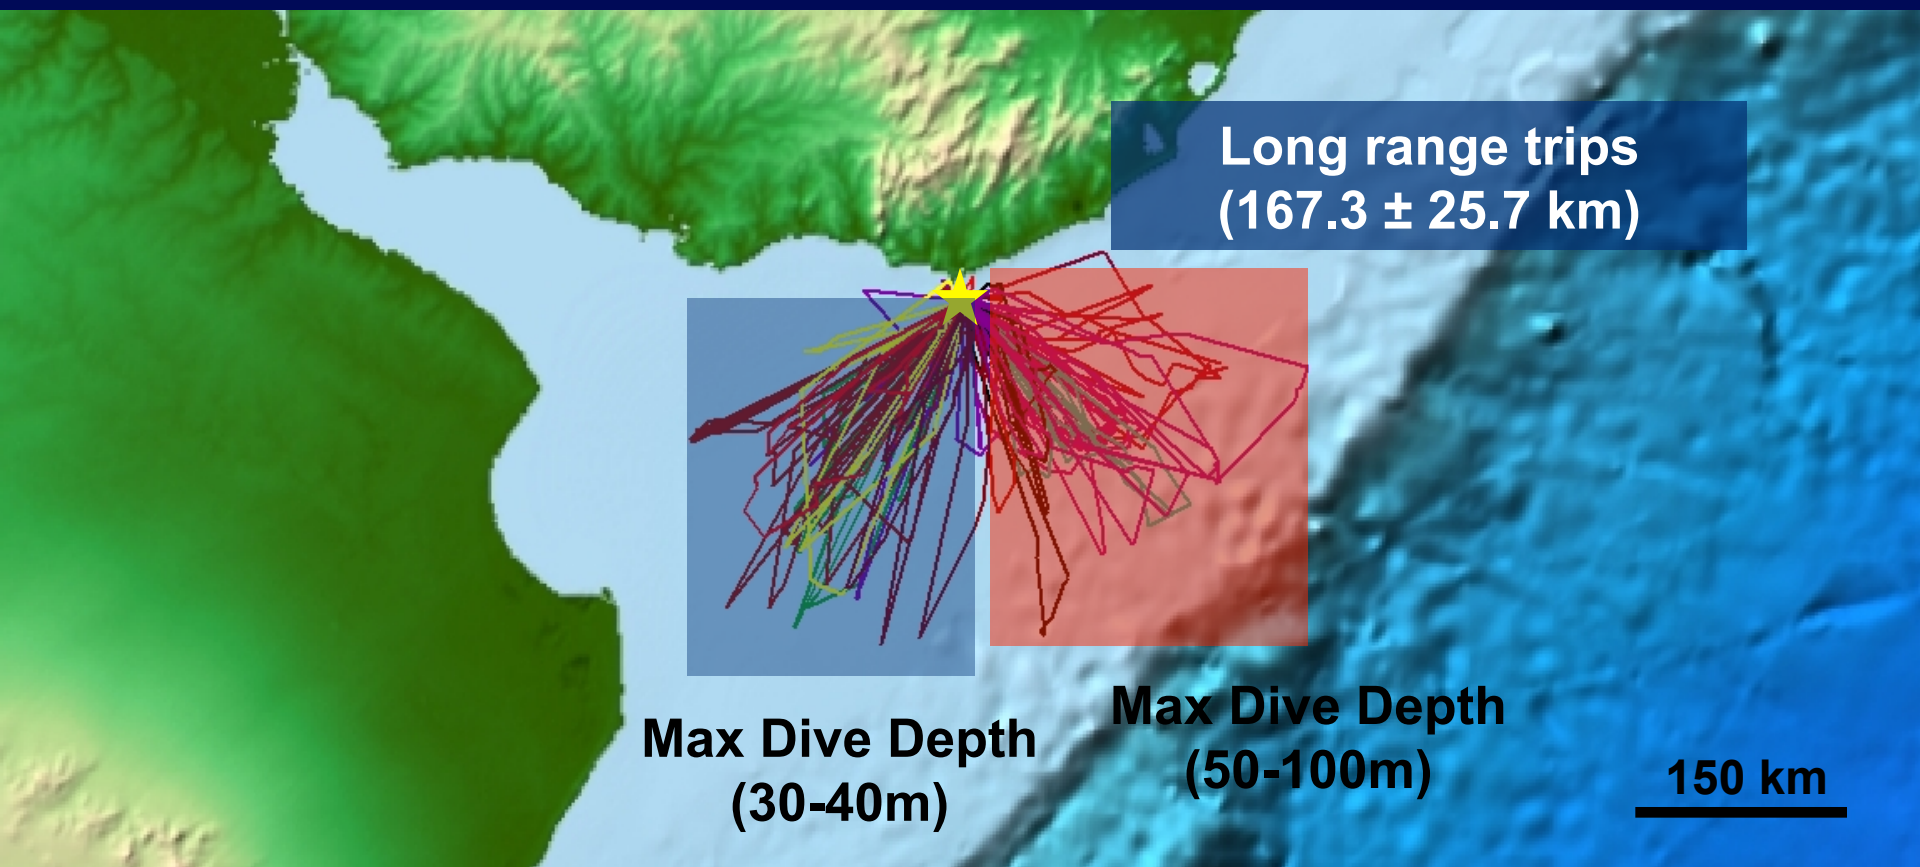 Long range trips
(167.3 ± 25.7 km)
Max Dive Depth
(30-40m)
Max Dive Depth
(50-100m)
150 km